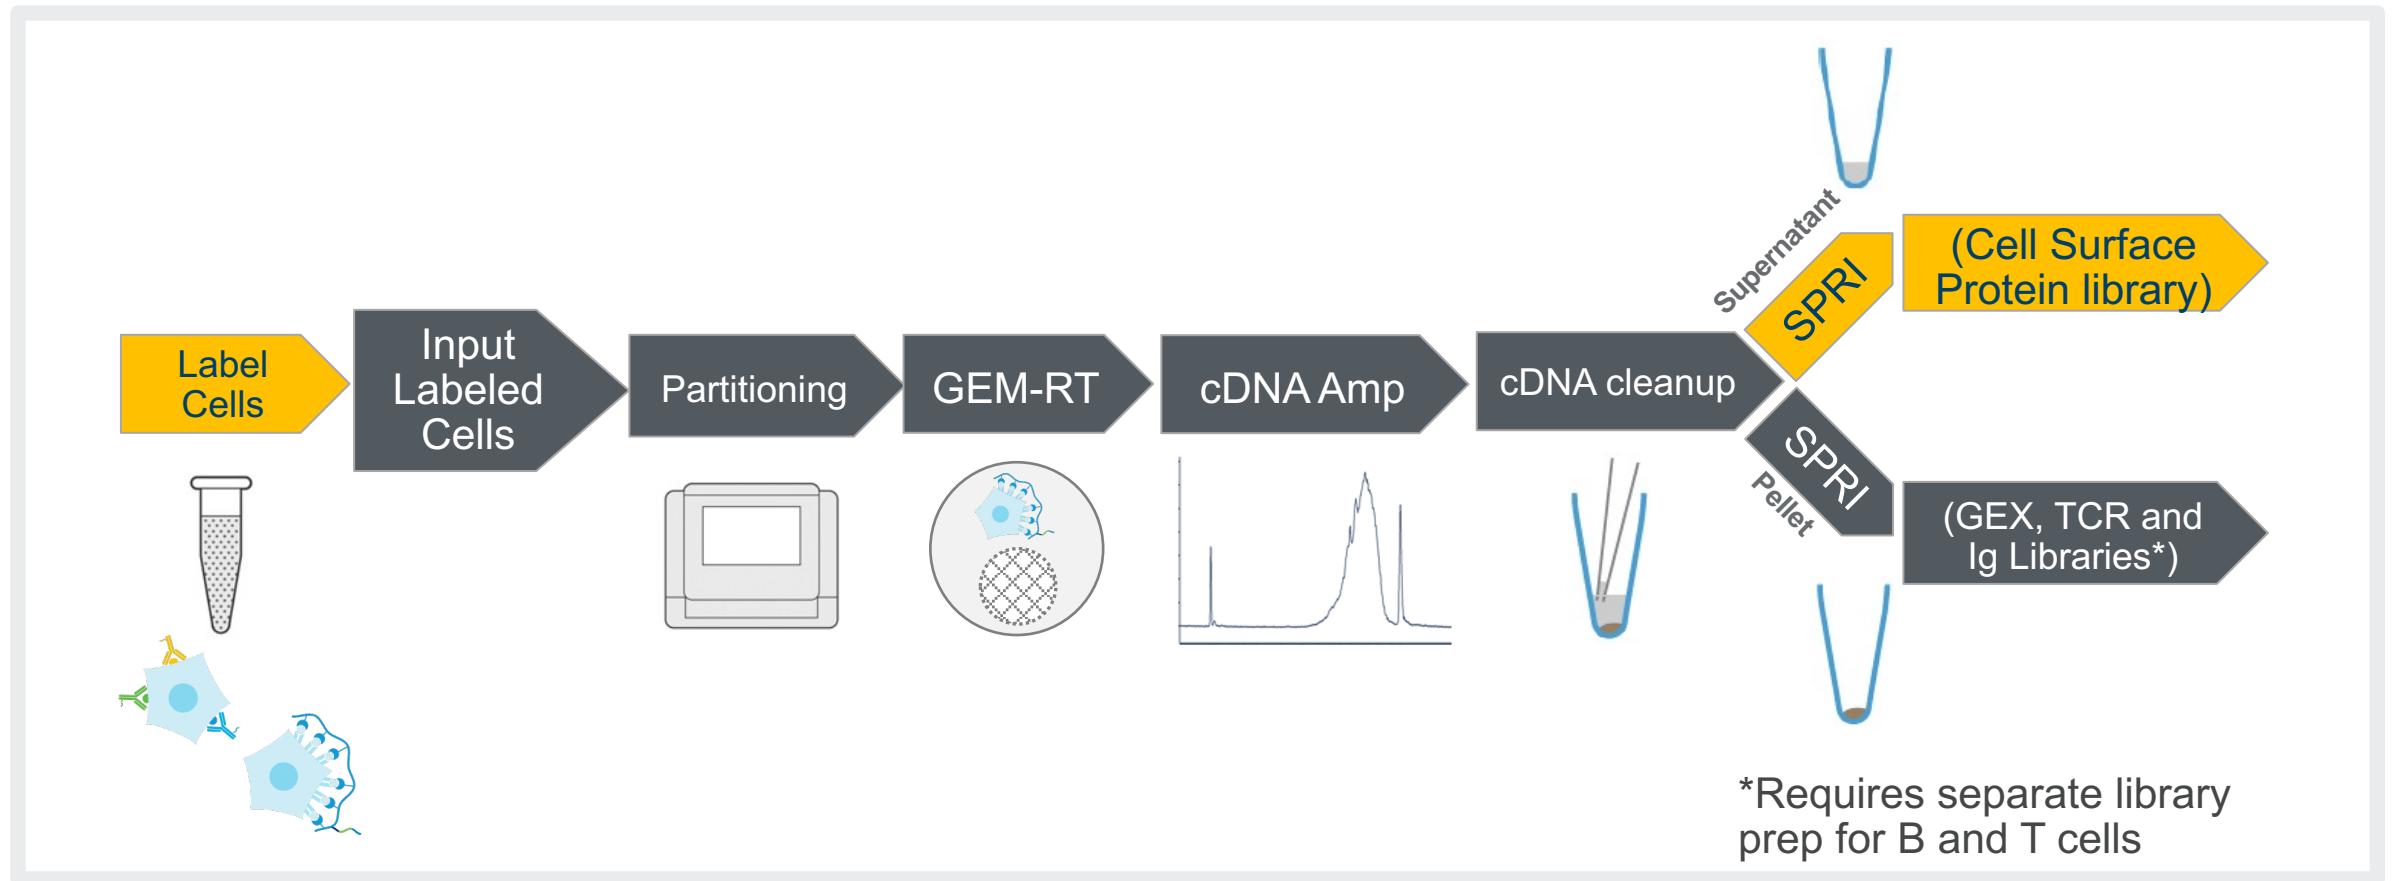 Label
Cells
Input
Labeled
Cells
Partitioning
GEM-RT
cDNA Amp
cDNA cleanup
Supernatant
SPRI
(Cell Surface
Protein library)
SPRI
Pellet
(GEX, TCR and
Ig Libraries*)
*Requires separate library
prep for B and T cells